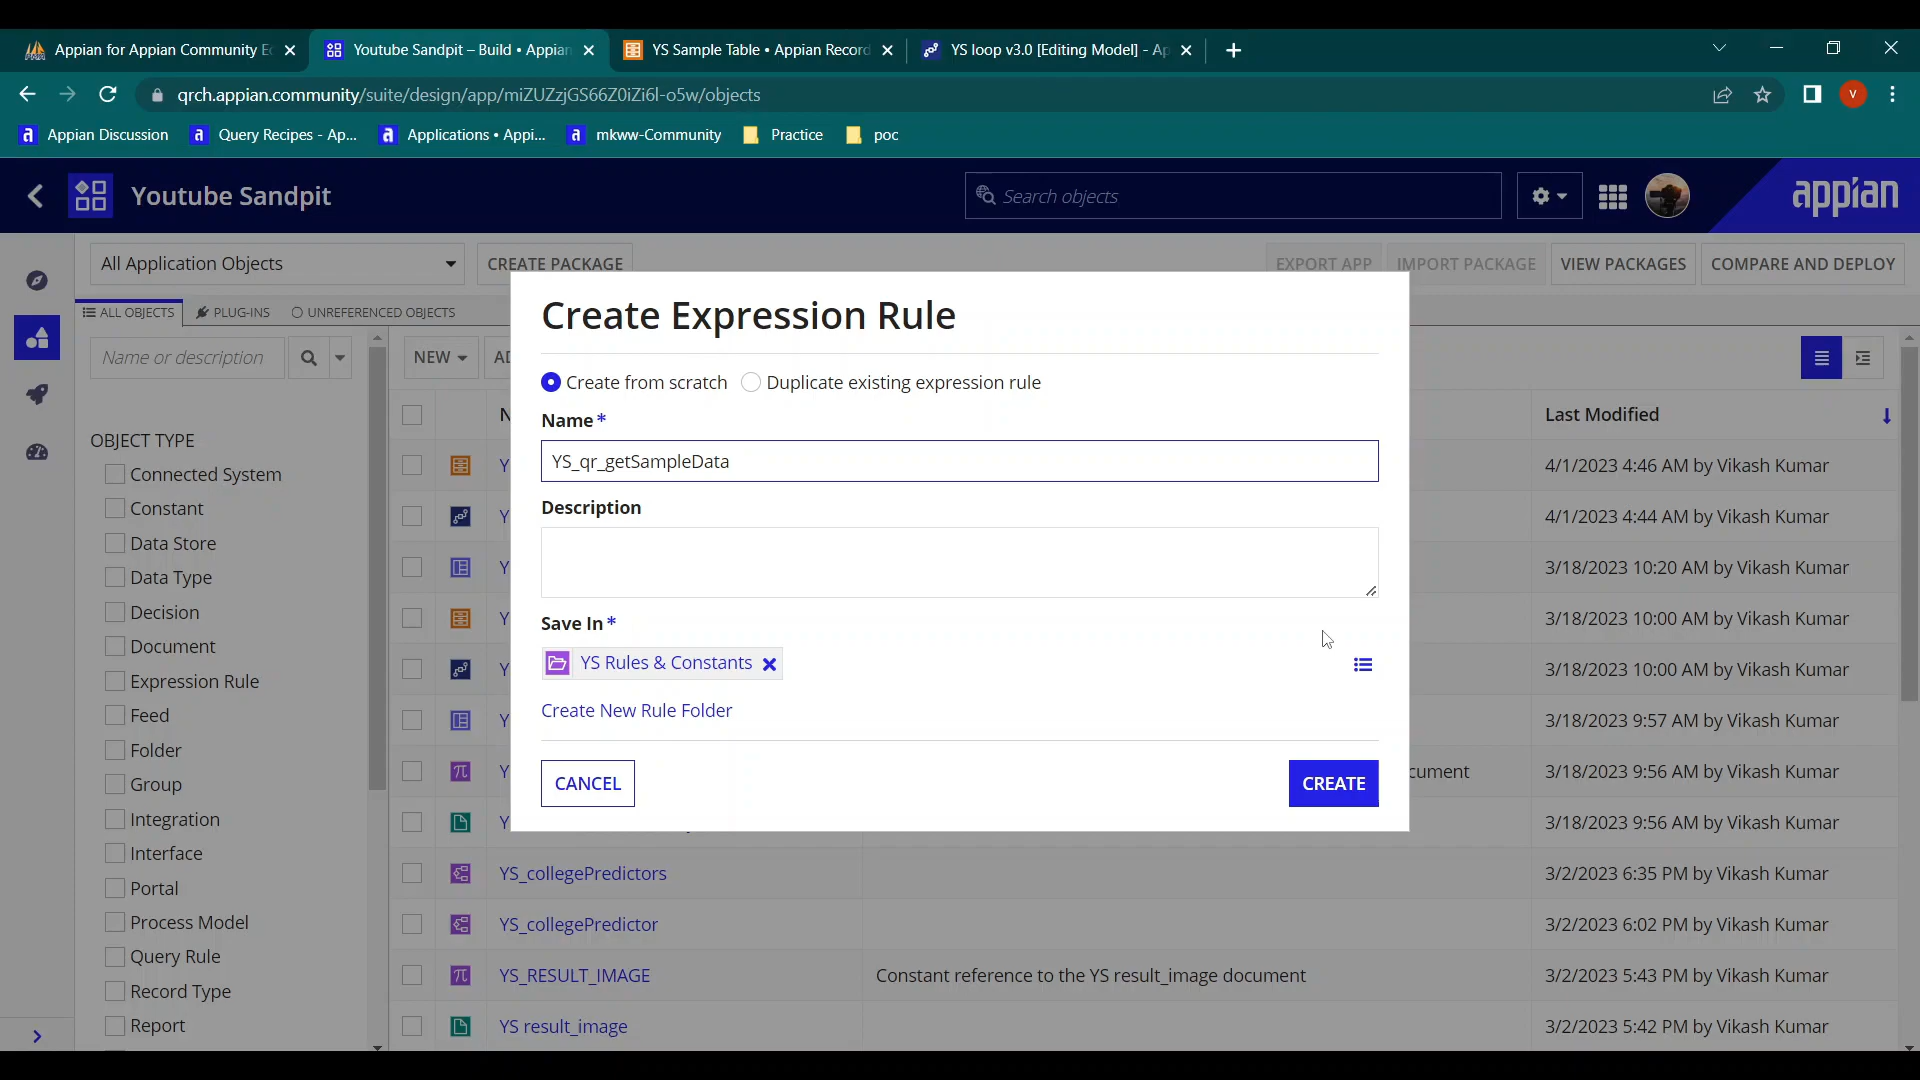 Appian for Appian Community E
Youtube Sandpit – Build • Appian
YS Sample Table • Appian Record
YS loop v3.0 [Editing Model] - Ap
qrch.appian.community/suite/design/app/miZUZzjGS66Z0iZi6l-o5w/objects
V
Appian Discussion
Query Recipes - Ap...
Applications • Appi...
mkww-Community
Practice
poc
Youtube Sandpit
Search objects
appian
All Application Objects
CREATE PACKAGE
EXPORT APP
IMPORT PACKAGE
VIEW PACKAGES
COMPARE AND DEPLOY
ALL OBJECTS
PLUG-INS
UNREFERENCED OBJECTS
Name or description
NEW
OBJECT TYPE
Connected System
Constant
Data Store
Data Type
Decision
Document
Expression Rule
Feed
Folder
Group
Integration
Interface
Portal
Process Model
Query Rule
Record Type
Report
Create Expression Rule
Create from scratch
Duplicate existing expression rule
Name *
YS_qr_getSampleData
Description
Save In *
YS Rules & Constants
Create New Rule Folder
CANCEL
CREATE
Last Modified
4/1/2023 4:46 AM by Vikash Kumar
4/1/2023 4:44 AM by Vikash Kumar
3/18/2023 10:20 AM by Vikash Kumar
3/18/2023 10:00 AM by Vikash Kumar
3/18/2023 10:00 AM by Vikash Kumar
3/18/2023 9:57 AM by Vikash Kumar
cument 3/18/2023 9:56 AM by Vikash Kumar
3/18/2023 9:56 AM by Vikash Kumar
YS_collegePredictors 3/2/2023 6:35 PM by Vikash Kumar
YS_collegePredictor 3/2/2023 6:02 PM by Vikash Kumar
YS_RESULT_IMAGE Constant reference to the YS result_image document 3/2/2023 5:43 PM by Vikash Kumar
YS result_image 3/2/2023 5:42 PM by Vikash Kumar